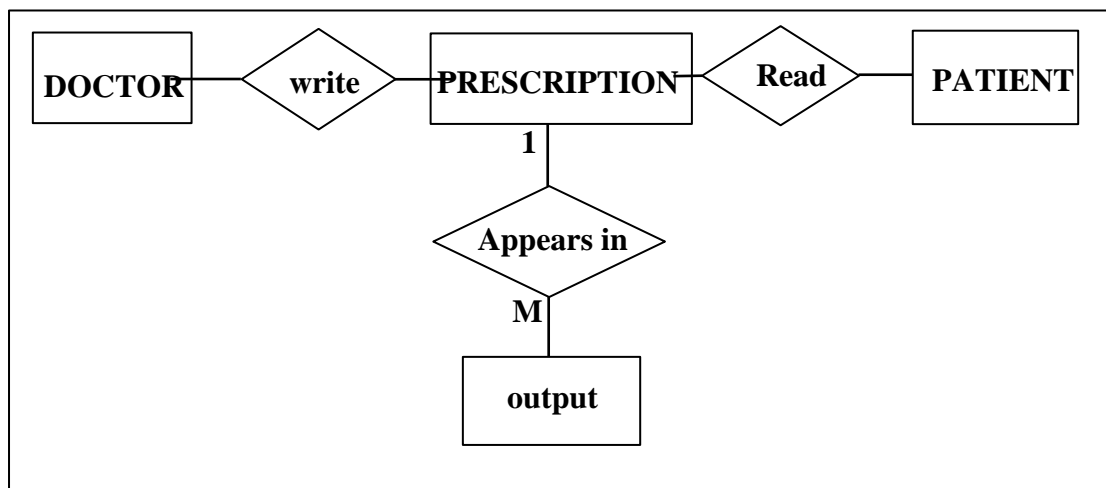 DOCTOR write PRESCRIPTION Read PATIENT
1
Appears in
M
output